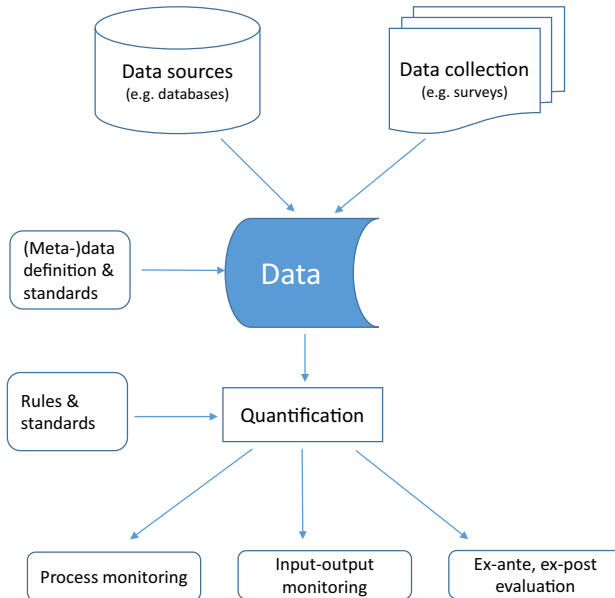 Data sources
(e.g. databases)
Data collection
(e.g. surveys)
(Meta-)data
definition &
standards
Data
Rules &
standards
Quantification
Process monitoring
Input-output
monitoring
Ex-ante, ex-post
evaluation